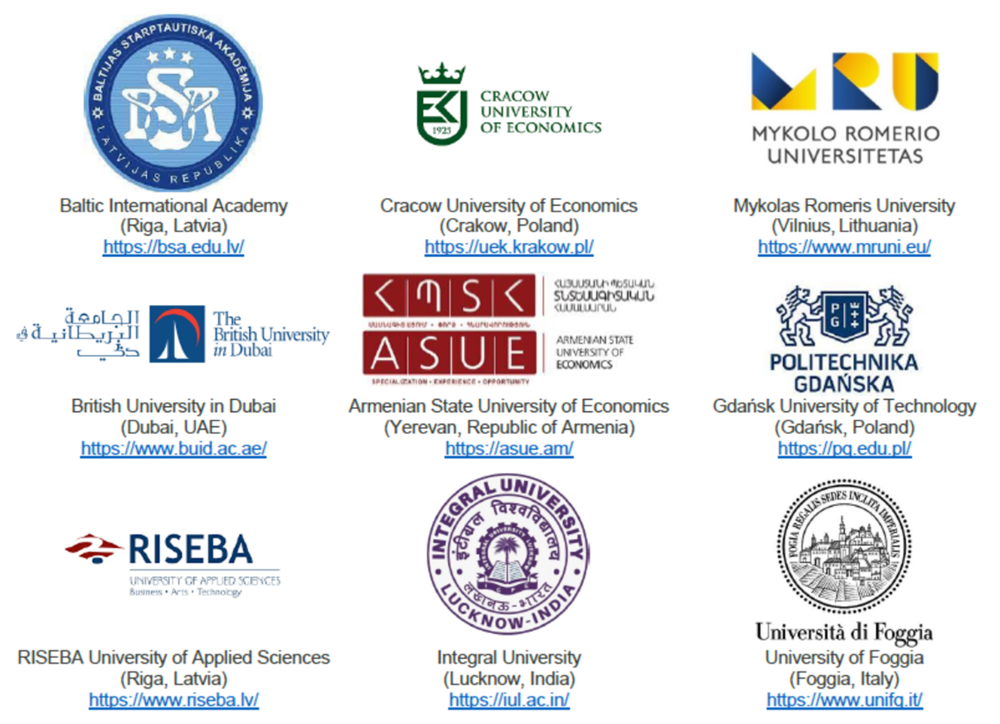 BALTIJAS STARPTAUTISKĀ AKADĒMIJA
LATVIJAS REPUBLIKA
BSA
EK
1925
CRACOW
UNIVERSITY
OF ECONOMICS
MRU
MYKOLO ROMERIO
UNIVERSITETAS
Baltic International Academy
(Riga, Latvia)
https://bsa.edu.lv/
Cracow University of Economics
(Crakow, Poland)
https://uek.krakow.pl/
Mykolas Romeris University
(Vilnius, Lithuania)
https://www.mruni.eu/
الجامعة
البريطانية في
دبي
The
British University
in Dubai
ՀՊՏՀ
ՀԱՅԱՍՏԱՆԻ ՊԵՏԱԿԱՆ
ՏՆՏԵՍԱԳԻՏԱԿԱՆ
ՀԱՄԱԼՍԱՐԱՆ
ASUE
ARMENIAN STATE
UNIVERSITY OF
ECONOMICS
SPECIALIZATION • EXPERIENCE • OPPORTUNITY
PG
POLITECHNIKA
GDAŃSKA
British University in Dubai
(Dubai, UAE)
https://www.buid.ac.ae/
Armenian State University of Economics
(Yerevan, Republic of Armenia)
https://asue.am/
Gdańsk University of Technology
(Gdańsk, Poland)
https://pg.edu.pl/
RISEBA
UNIVERSITY OF APPLIED SCIENCES
Business • Arts • Technology
INTEGRAL UNIVERSITY
LUCKNOW-INDIA
इंटीग्रल विश्वविद्यालय
लखनऊ-भारत
INTEGRAL UNIVERSITY
FOGIA REGALIS SEDES INCLITA IMPERIALIS
Università di Foggia
RISEBA University of Applied Sciences
(Riga, Latvia)
https://www.riseba.lv/
Integral University
(Lucknow, India)
https://iul.ac.in/
University of Foggia
(Foggia, Italy)
https://www.unifg.it/